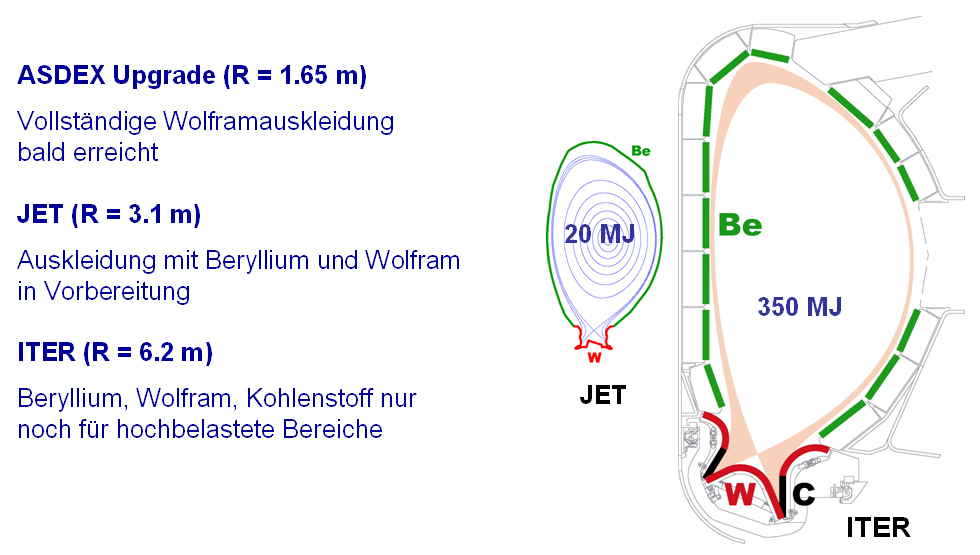 ASDEX Upgrade (R = 1.65 m)
Vollständige Wolframauskleidung
bald erreicht
JET (R = 3.1 m)
Auskleidung mit Beryllium und Wolfram
in Vorbereitung
ITER (R = 6.2 m)
Beryllium, Wolfram, Kohlenstoff nur
noch für hochbelastete Bereiche
Be
20 MJ
W
JET
Be
350 MJ
W
C
ITER